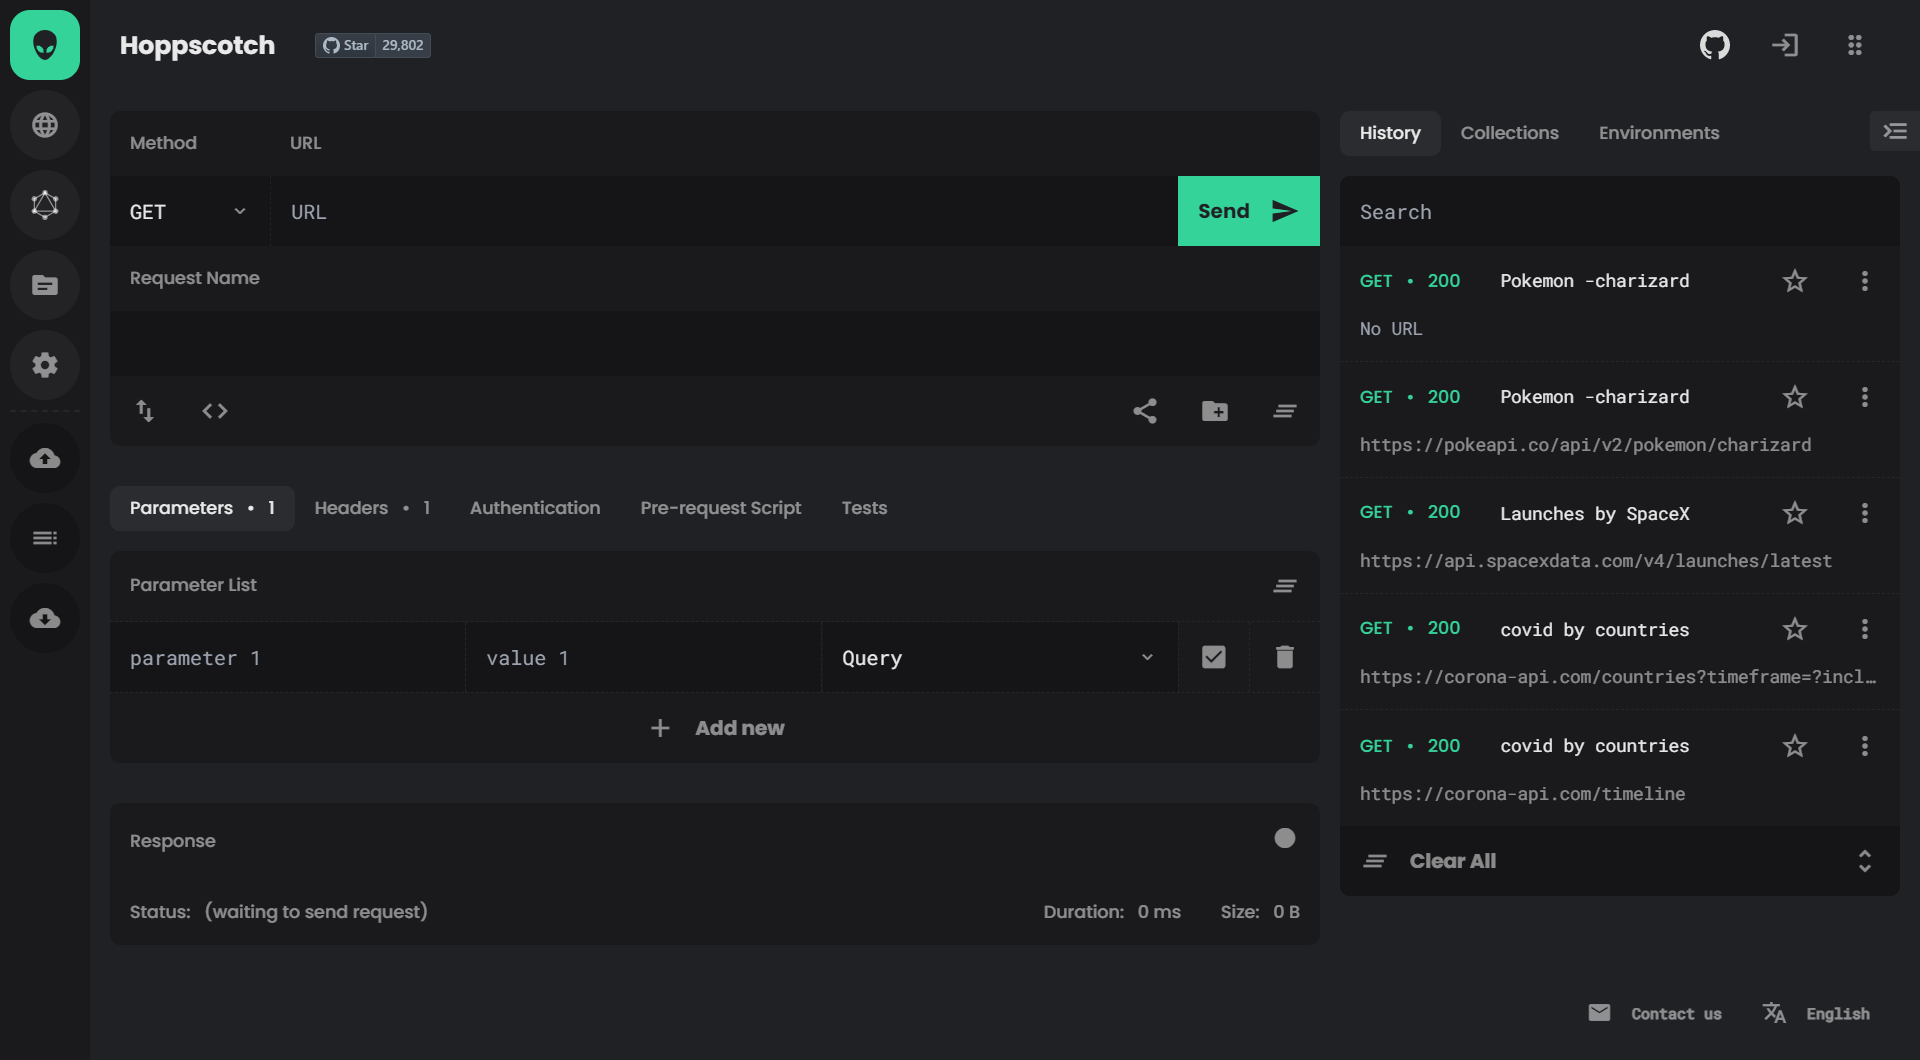 Hoppscotch
Star 29,802
Method URL
GET URL Send
Request Name
Parameters • 1 Headers • 1 Authentication Pre-request Script Tests
Parameter List
parameter 1 value 1 Query
Add new
Response
Status: (waiting to send request) Duration: 0 ms Size: 0 B
History Collections Environments
Search
GET • 200 Pokemon -charizard
No URL
GET • 200 Pokemon -charizard
https://pokeapi.co/api/v2/pokemon/charizard
GET • 200 Launches by SpaceX
https://api.spacexdata.com/v4/launches/latest
GET • 200 covid by countries
https://corona-api.com/countries?timeframe=?incl…
GET • 200 covid by countries
https://corona-api.com/timeline
Clear All
Contact us English